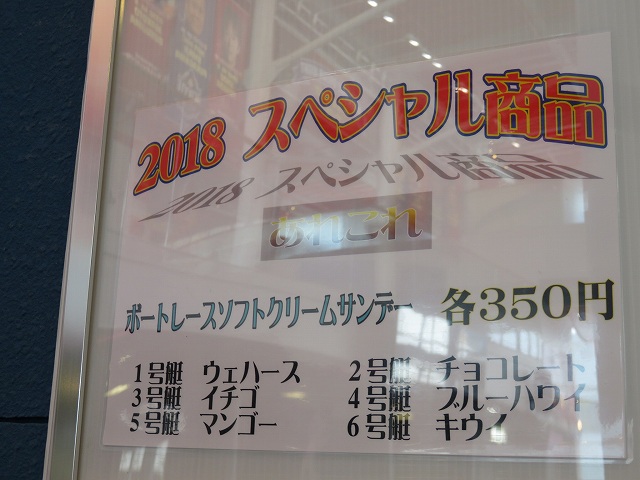 2018 スペシャル商品
2018 スペシャル商品
あれこれ
ボートレースソフトクリームサンデー 各350円
1号艇 ウェハース 2号艇 チョコレート
3号艇 イチゴ 4号艇 ブルーハワイ
5号艇 マンゴー 6号艇 キウイ